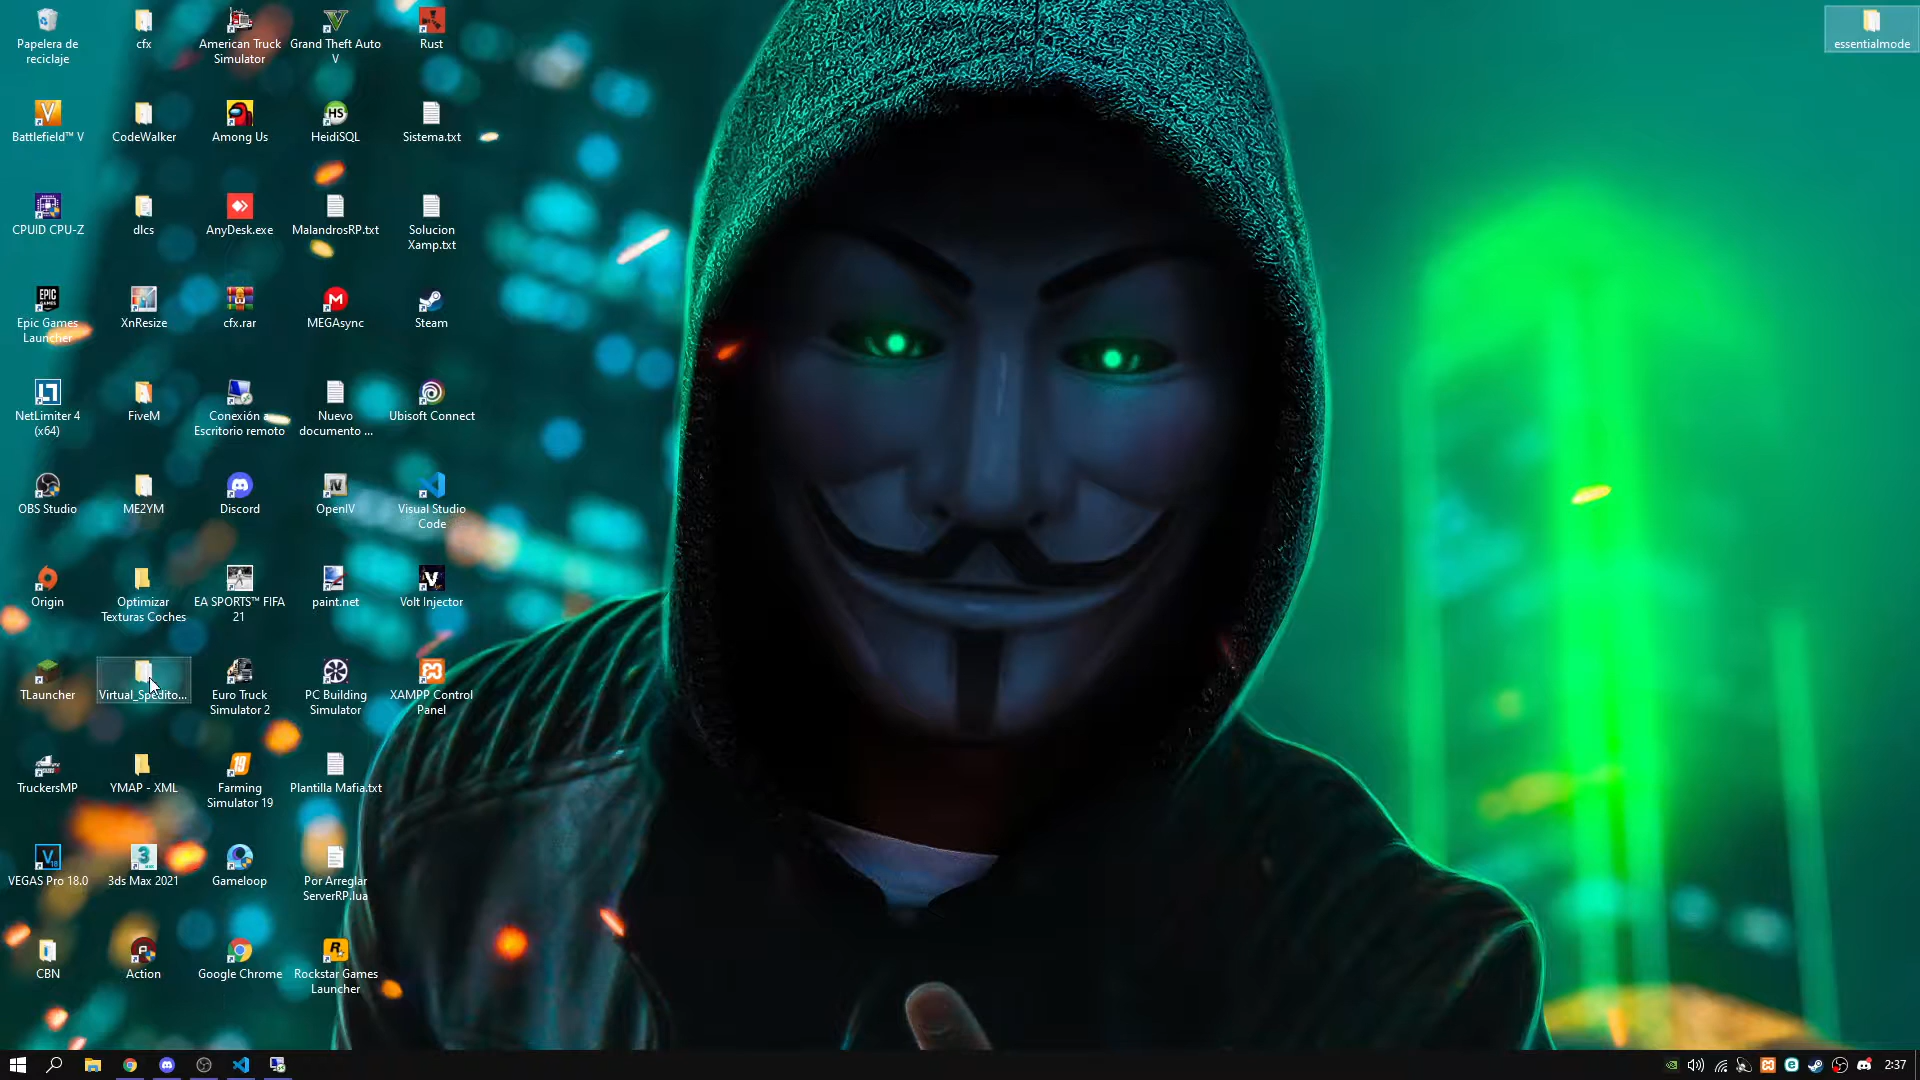 Papelera de
reciclaje
cfx
American Truck
Simulator
Grand Theft Auto
V
Rust
essentialmode
Battlefield™ V
CodeWalker
Among Us
HeidiSQL
Sistema.txt
CPUID CPU-Z
dlcs
AnyDesk.exe
MalandrosRP.txt
Solucion
Xamp.txt
Epic Games
Launcher
XnResize
cfx.rar
MEGAsync
Steam
NetLimiter 4
(x64)
FiveM
Conexión a
Escritorio remoto
Nuevo
documento ...
Ubisoft Connect
OBS Studio
ME2YM
Discord
OpenIV
Visual Studio
Code
Origin
Optimizar
Texturas Coches
EA SPORTS™ FIFA
21
paint.net
Volt Injector
TLauncher
Virtual_Spedito...
Euro Truck
Simulator 2
PC Building
Simulator
XAMPP Control
Panel
TruckersMP
YMAP - XML
Farming
Simulator 19
Plantilla Mafia.txt
VEGAS Pro 18.0
3ds Max 2021
Gameloop
Por Arreglar
ServerRP.lua
CBN
Action
Google Chrome
Rockstar Games
Launcher
2:37